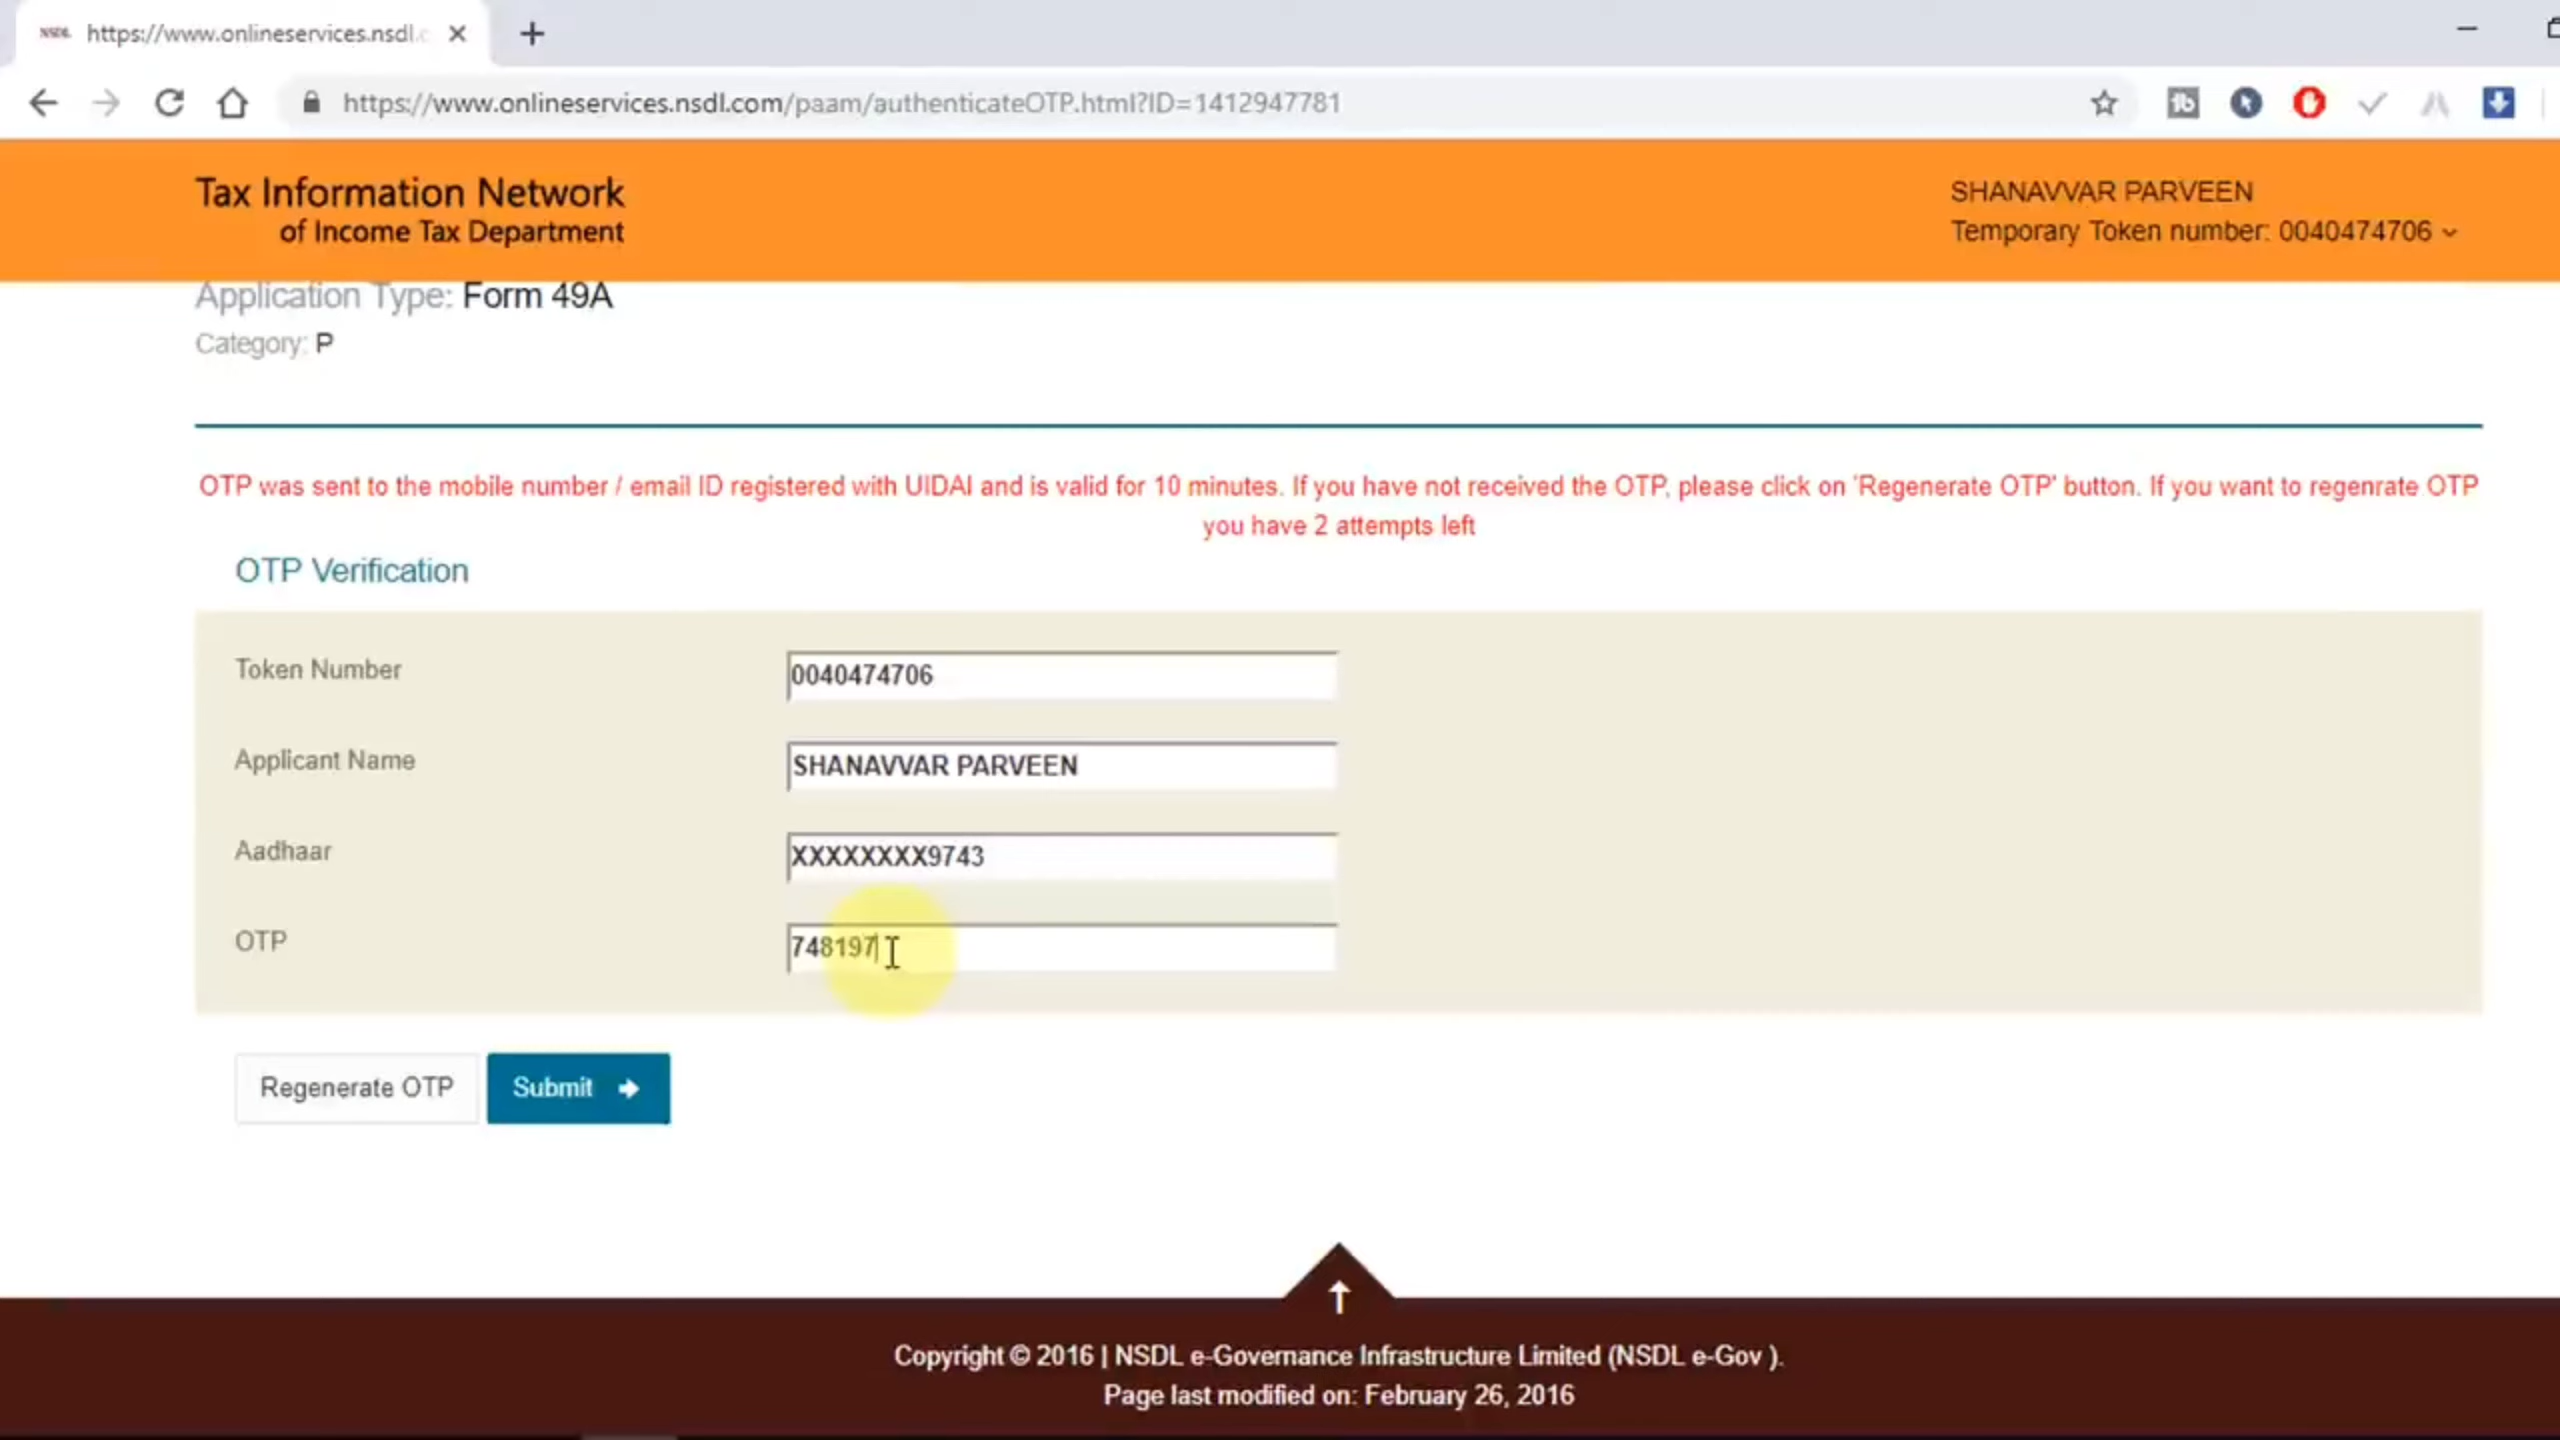 NSDL https://www.onlineservices.nsdl.c
https://www.onlineservices.nsdl.com/paam/authenticateOTP.html?ID=1412947781
Tax Information Network
of Income Tax Department
SHANAVVAR PARVEEN
Temporary Token number: 0040474706
Application Type: Form 49A
Category: P
OTP was sent to the mobile number / email ID registered with UIDAI and is valid for 10 minutes. If you have not received the OTP, please click on 'Regenerate OTP' button. If you want to regenrate OTP
you have 2 attempts left
OTP Verification
Token Number 0040474706
Applicant Name SHANAVVAR PARVEEN
Aadhaar XXXXXXXX9743
OTP 748197
Regenerate OTP Submit
Copyright © 2016 | NSDL e-Governance Infrastructure Limited (NSDL e-Gov ).
Page last modified on: February 26, 2016